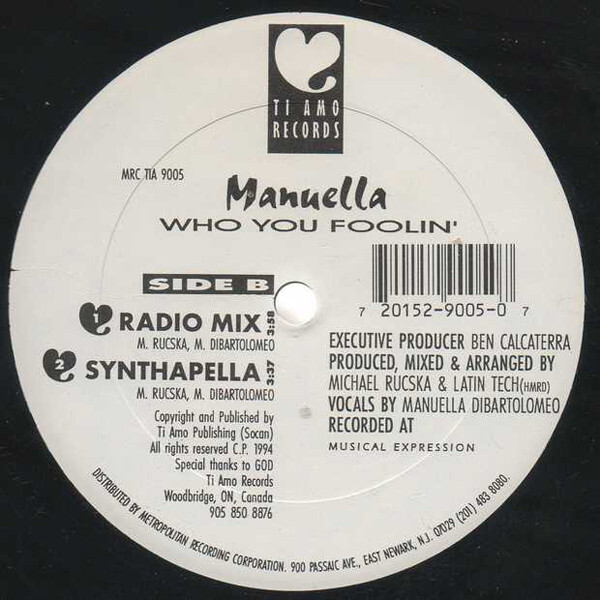 TI AMO
RECORDS
MRC TIA 9005
Manuella
WHO YOU FOOLIN'
SIDE B
1 RADIO MIX 3:58
M. RUCSKA, M. DIBARTOLOMEO
2 SYNTHAPELLA 3:37
M. RUCSKA, M. DIBARTOLOMEO
Copyright and Published by
Ti Amo Publishing (Socan)
All rights reserved C.P. 1994
Special thanks to GOD
Ti Amo Records
Woodbridge, ON, Canada
905 850 8876
7 20152-9005-0 7
EXECUTIVE PRODUCER BEN CALCATERRA
PRODUCED, MIXED & ARRANGED BY
MICHAEL RUCSKA & LATIN TECH(HMRD)
VOCALS BY MANUELLA DIBARTOLOMEO
RECORDED AT
MUSICAL EXPRESSION
DISTRIBUTED BY METROPOLITAN RECORDING CORPORATION. 900 PASSAIC AVE., EAST NEWARK, N.J. 07029 (201) 483 8080.